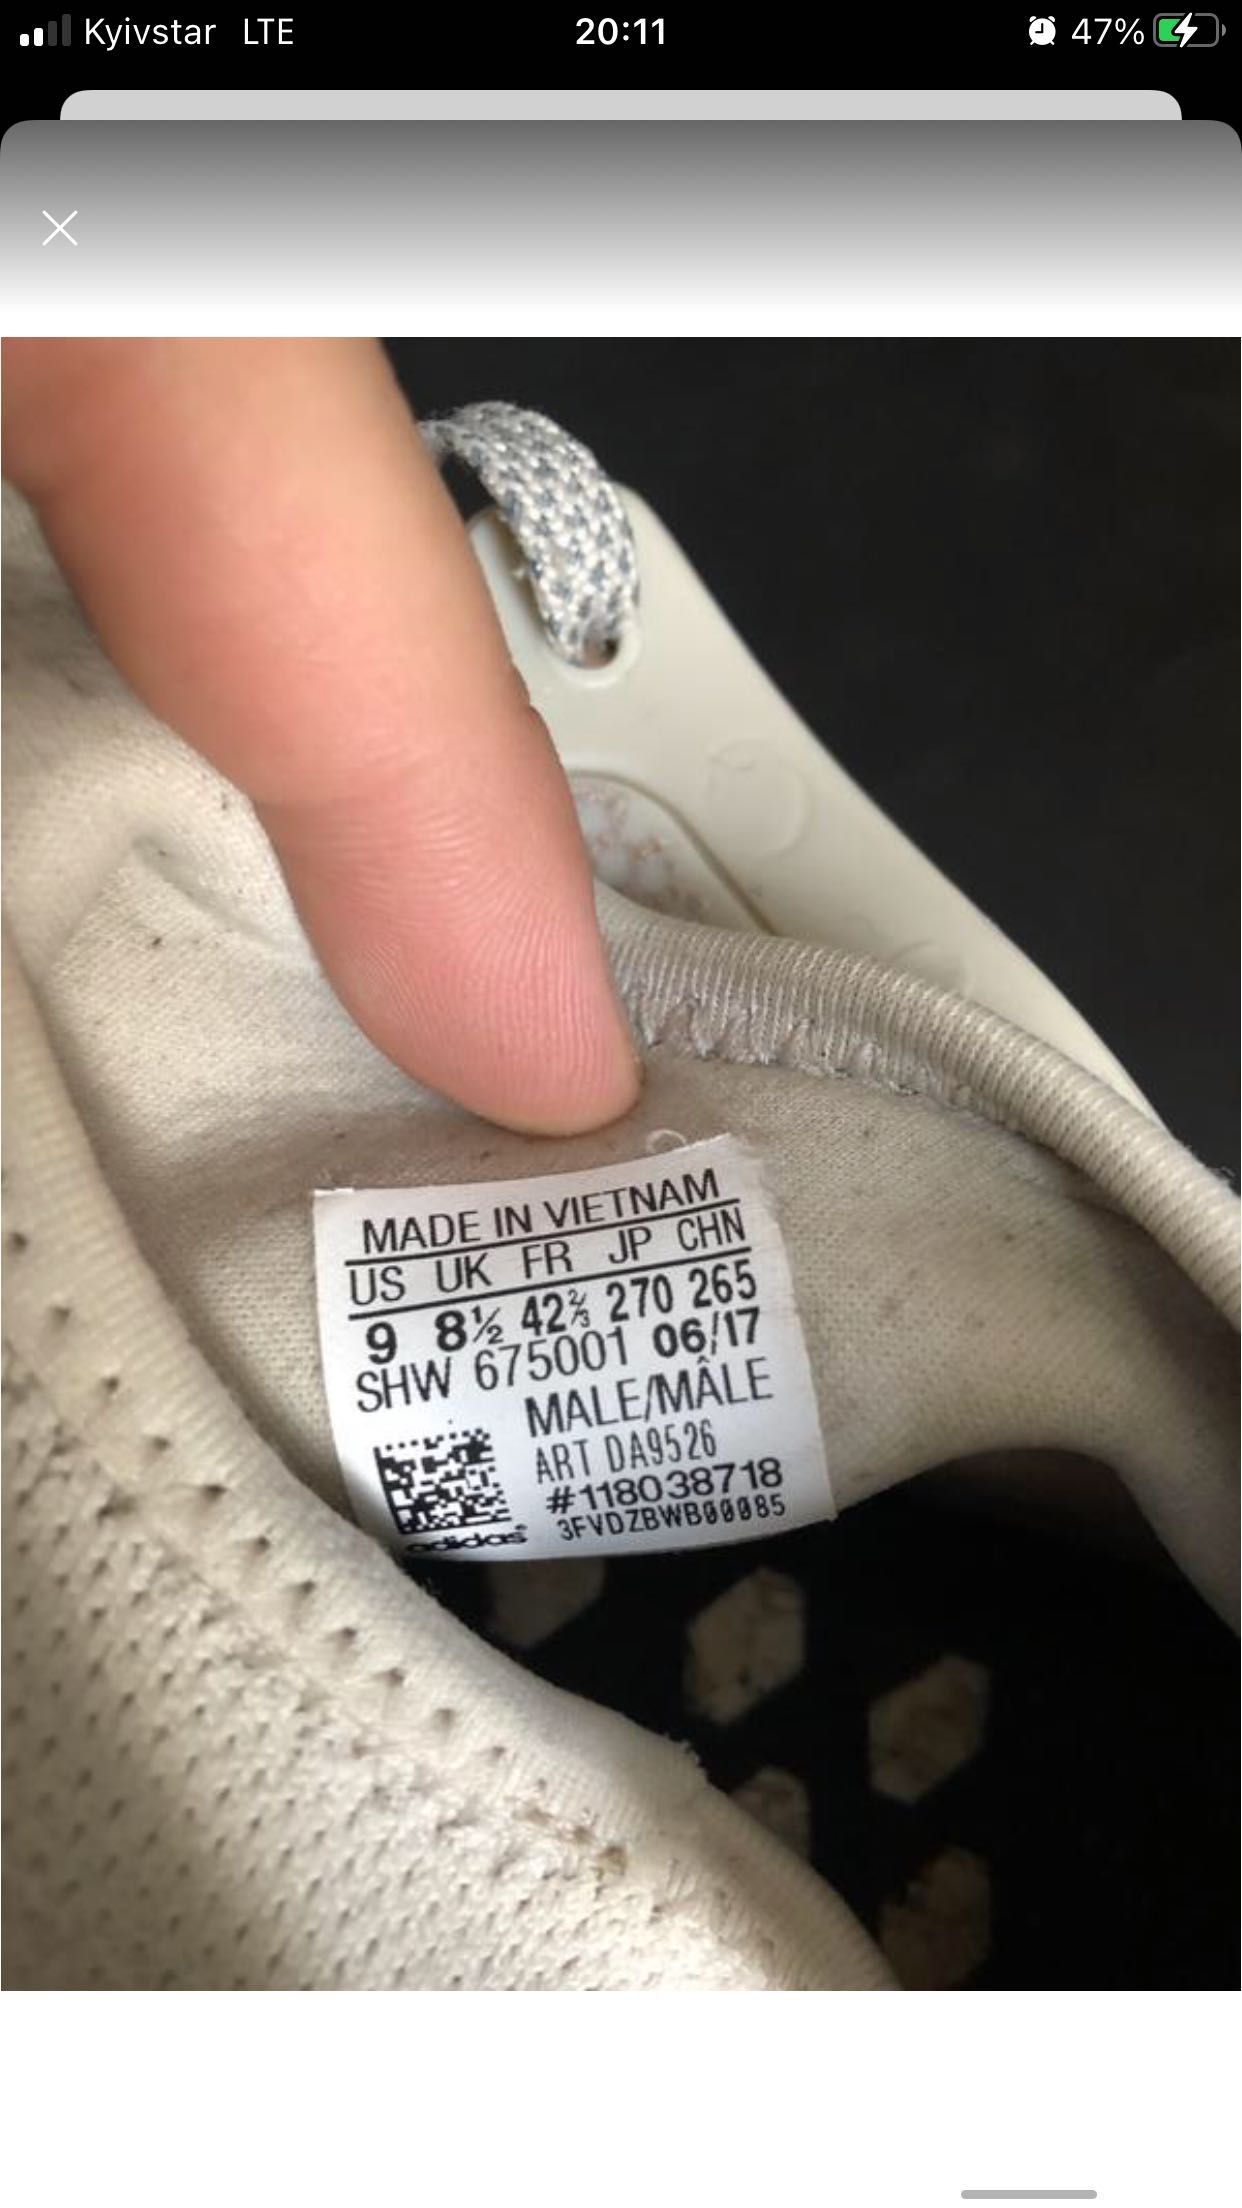 Kyivstar LTE 20:11 47%
MADE IN VIETNAM
US UK FR JP CHN
9 8½ 42⅔ 270 265
SHW 675001 06/17
MALE/MÂLE
ART DA9526
#118038718
3FVDZBWB00085
adidas